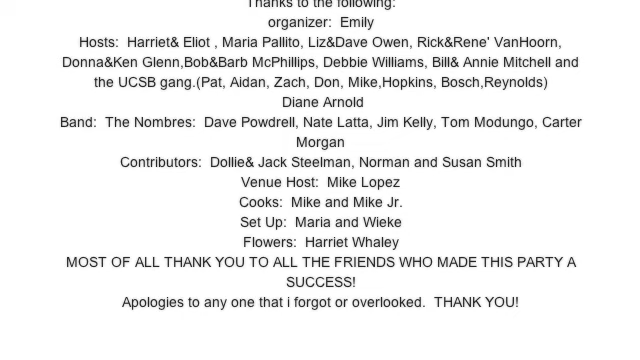 Thanks to the following:
organizer:  Emily
Hosts:  Harriet& Eliot , Maria Pallito, Liz&Dave Owen, Rick&Rene' VanHoorn,
Donna&Ken Glenn,Bob&Barb McPhillips, Debbie Williams, Bill& Annie Mitchell and
the UCSB gang.(Pat, Aidan, Zach, Don, Mike,Hopkins, Bosch,Reynolds)
Diane Arnold
Band:  The Nombres:  Dave Powdrell, Nate Latta, Jim Kelly, Tom Modungo, Carter
Morgan
Contributors:  Dollie& Jack Steelman, Norman and Susan Smith
Venue Host:  Mike Lopez
Cooks:  Mike and Mike Jr.
Set Up:  Maria and Wieke
Flowers:  Harriet Whaley
MOST OF ALL THANK YOU TO ALL THE FRIENDS WHO MADE THIS PARTY A
SUCCESS!
Apologies to any one that i forgot or overlooked.  THANK YOU!